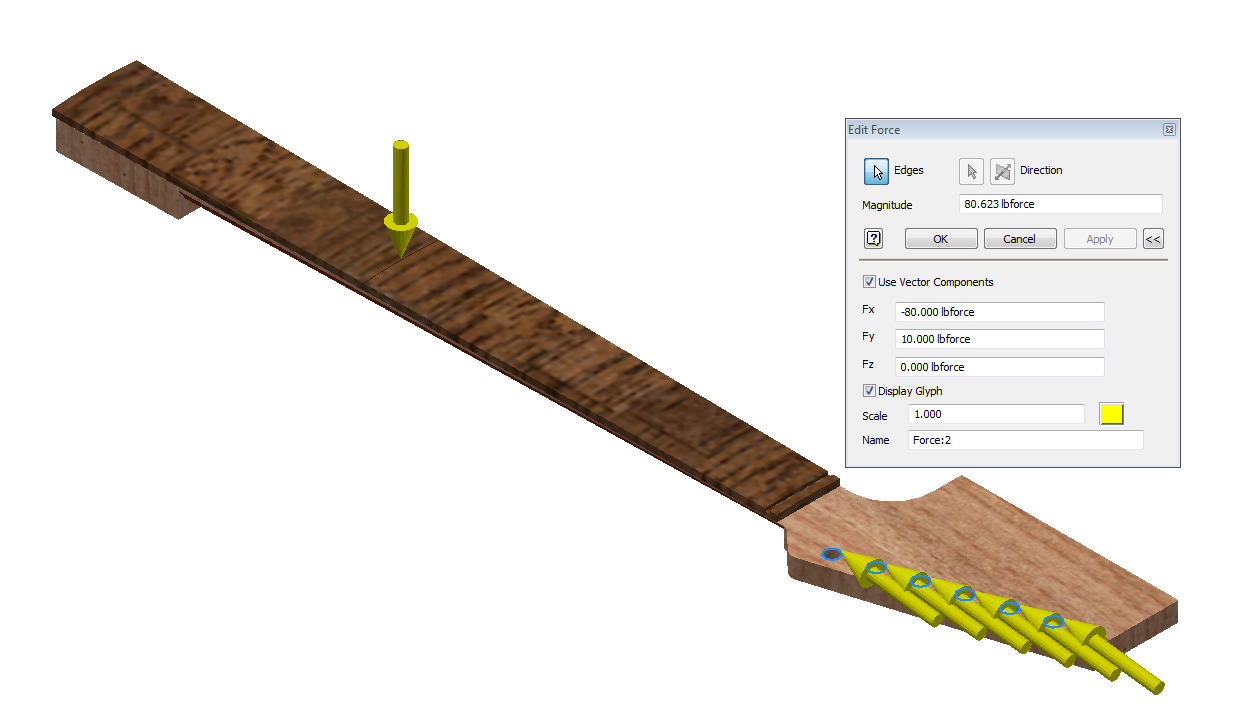 Edit Force
Edges
Direction
Magnitude 80.623 lbforce
? OK Cancel Apply <<
Use Vector Components
Fx -80.000 lbforce
Fy 10.000 lbforce
Fz 0.000 lbforce
Display Glyph
Scale 1.000
Name Force:2